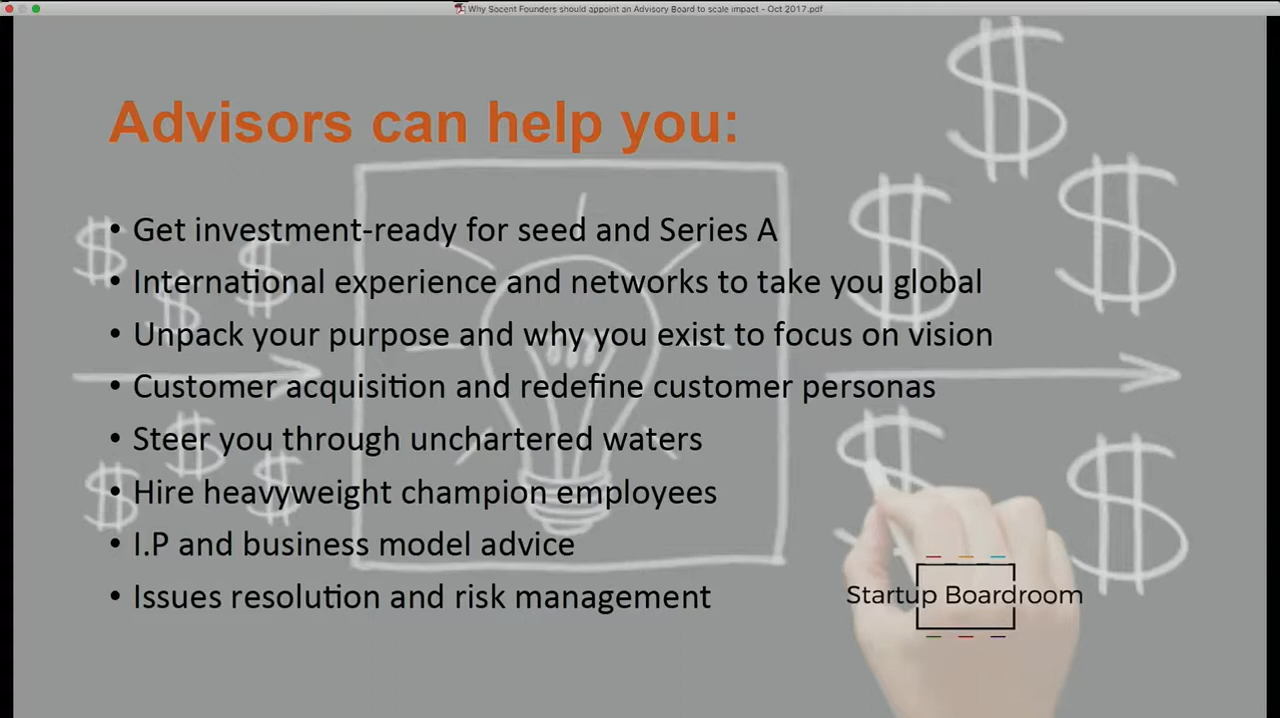 Why Socent Founders should appoint an Advisory Board to scale impact - Oct 2017.pdf
Advisors can help you:
• Get investment-ready for seed and Series A
• International experience and networks to take you global
• Unpack your purpose and why you exist to focus on vision
• Customer acquisition and redefine customer personas
• Steer you through unchartered waters
• Hire heavyweight champion employees
• I.P and business model advice
• Issues resolution and risk management
Startup Boardroom